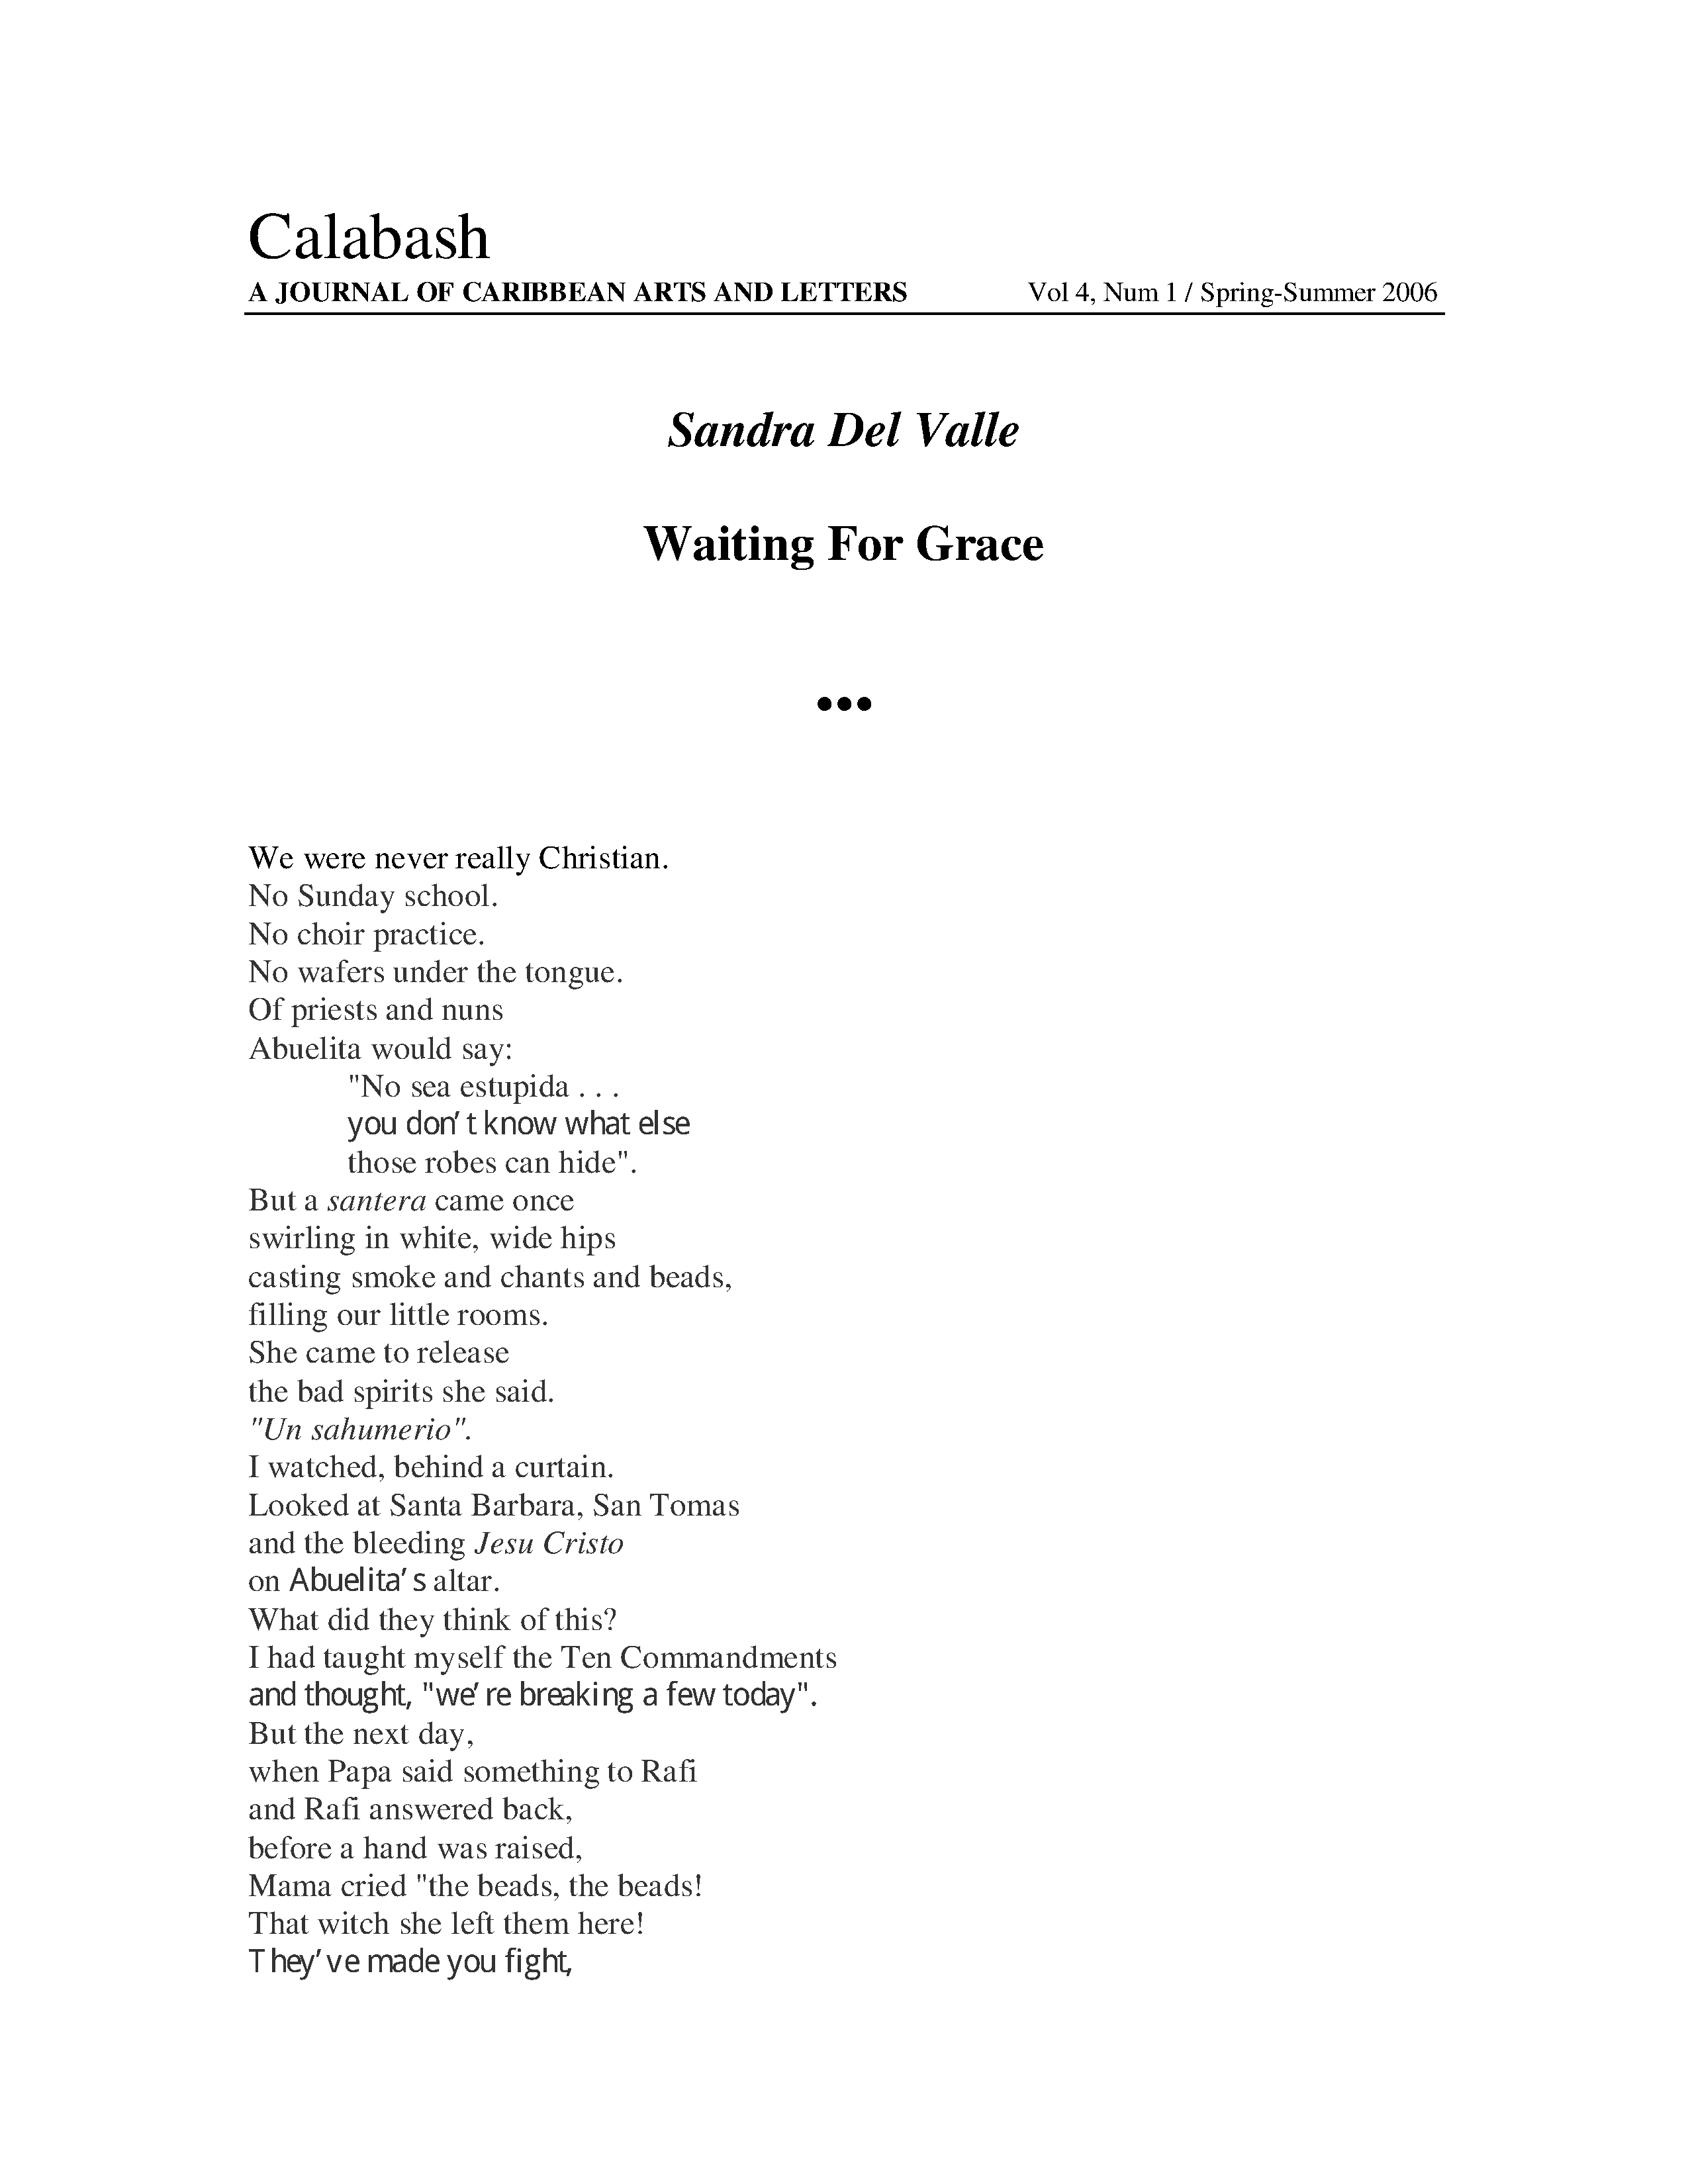 Calabash
A JOURNAL OF CARIBBEAN ARTS AND LETTERS Vol 4, Num 1 / Spring-Summer 2006
Sandra Del Valle
Waiting For Grace
•••
We were never really Christian.
No Sunday school.
No choir practice.
No wafers under the tongue.
Of priests and nuns
Abuelita would say:
"No sea estupida . . .
you don’t know what else
those robes can hide".
But a santera came once
swirling in white, wide hips
casting smoke and chants and beads,
filling our little rooms.
She came to release
the bad spirits she said.
"Un sahumerio".
I watched, behind a curtain.
Looked at Santa Barbara, San Tomas
and the bleeding Jesu Cristo
on Abuelita’s altar.
What did they think of this?
I had taught myself the Ten Commandments
and thought, "we’re breaking a few today".
But the next day,
when Papa said something to Rafi
and Rafi answered back,
before a hand was raised,
Mama cried "the beads, the beads!
That witch she left them here!
They’ve made you fight,